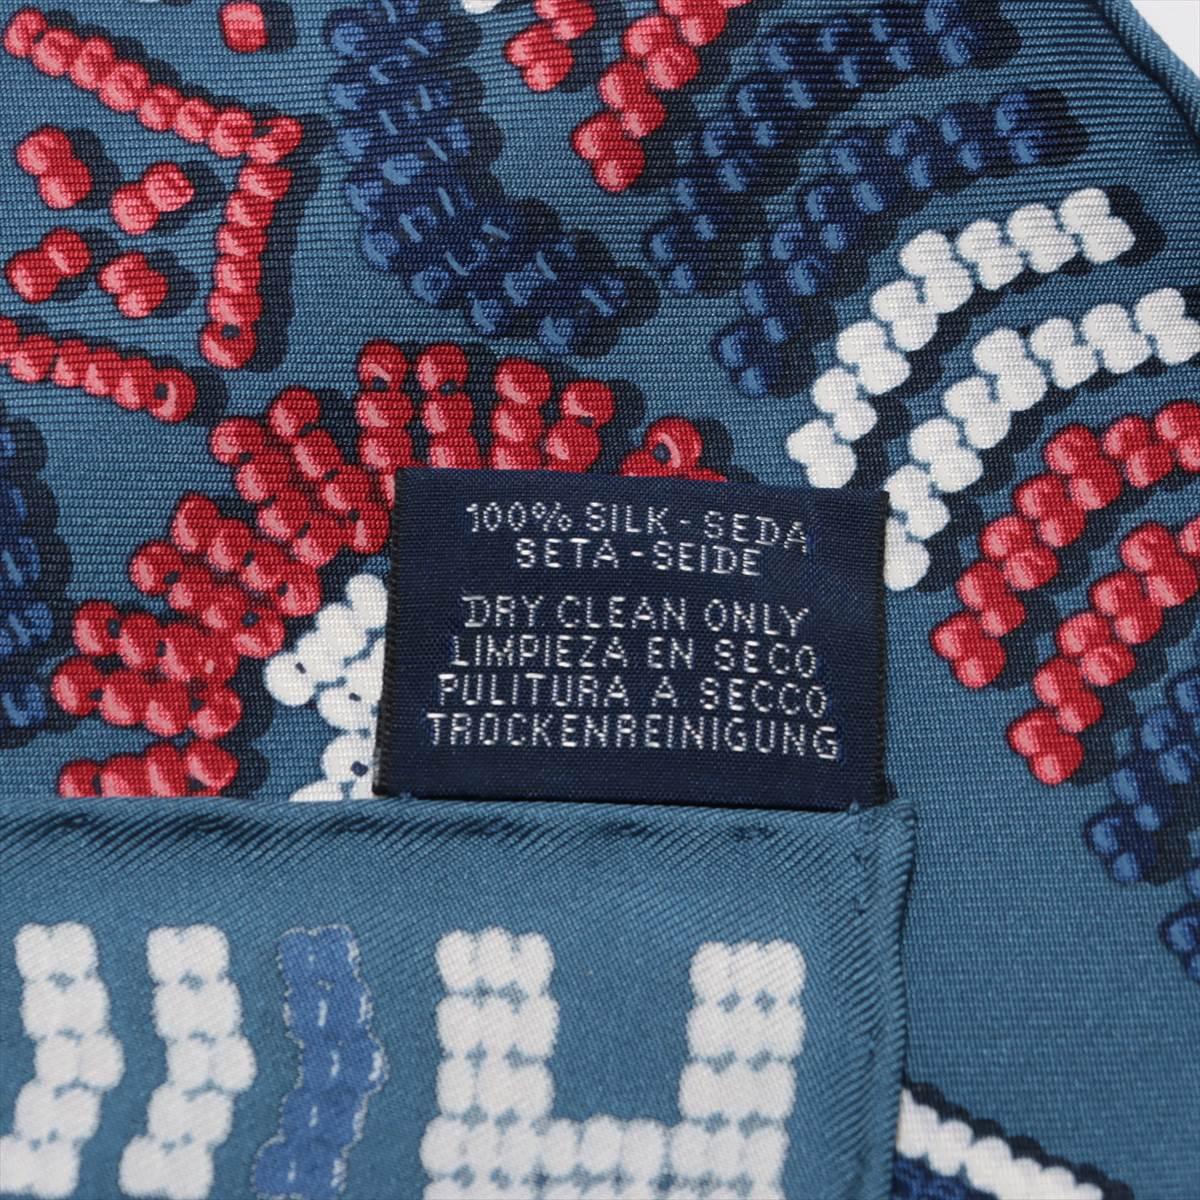 100% SILK - SEDA
SETA - SEIDE
DRY CLEAN ONLY
LIMPIEZA EN SECO
PULITURA A SECCO
TROCKENREINIGUNG